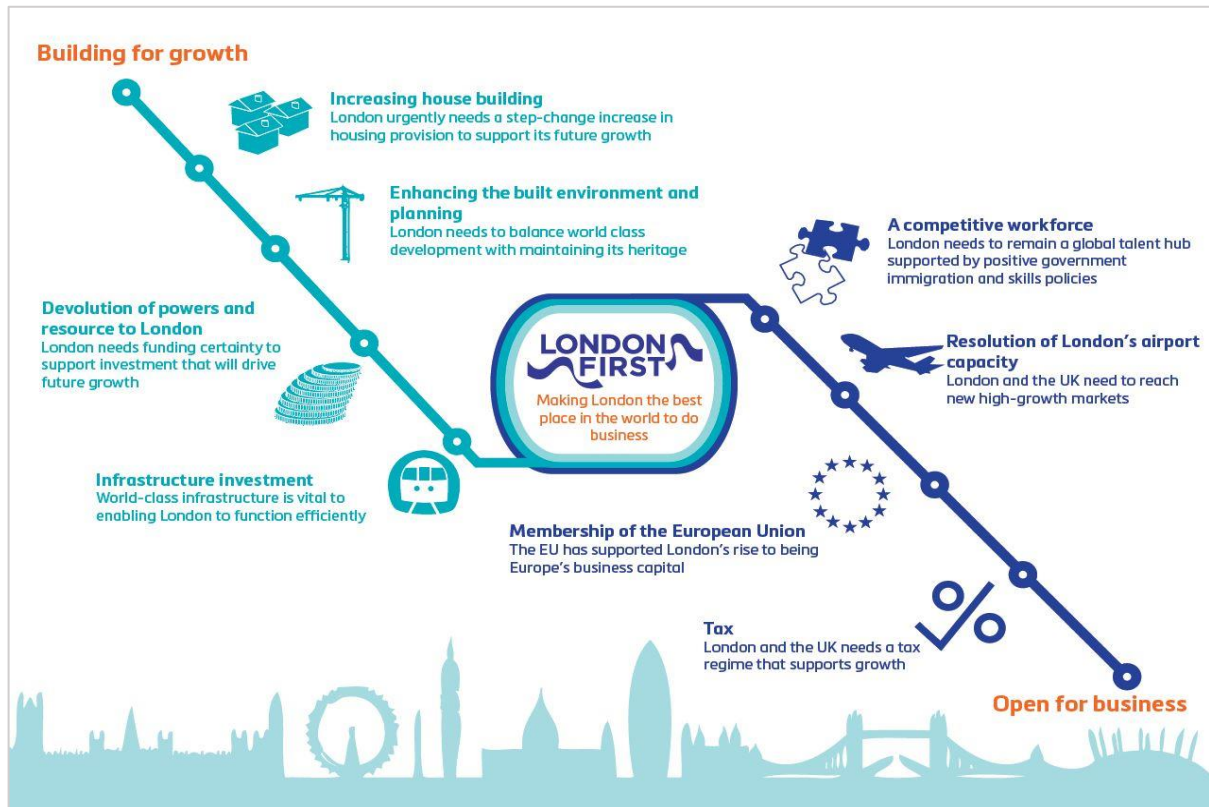 Building for growth
Increasing house building
London urgently needs a step-change increase in
housing provision to support its future growth
Enhancing the built environment and
planning
London needs to balance world class
development with maintaining its heritage
Devolution of powers and
resource to London
London needs funding certainty to
support investment that will drive
future growth
Infrastructure investment
World-class infrastructure is vital to
enabling London to function efficiently
LONDON
FIRST
Making London the best
place in the world to do
business
A competitive workforce
London needs to remain a global talent hub
supported by positive government
immigration and skills policies
Resolution of London's airport
capacity
London and the UK need to reach
new high-growth markets
Membership of the European Union
The EU has supported London's rise to being
Europe's business capital
Tax
London and the UK needs a tax
regime that supports growth
Open for business